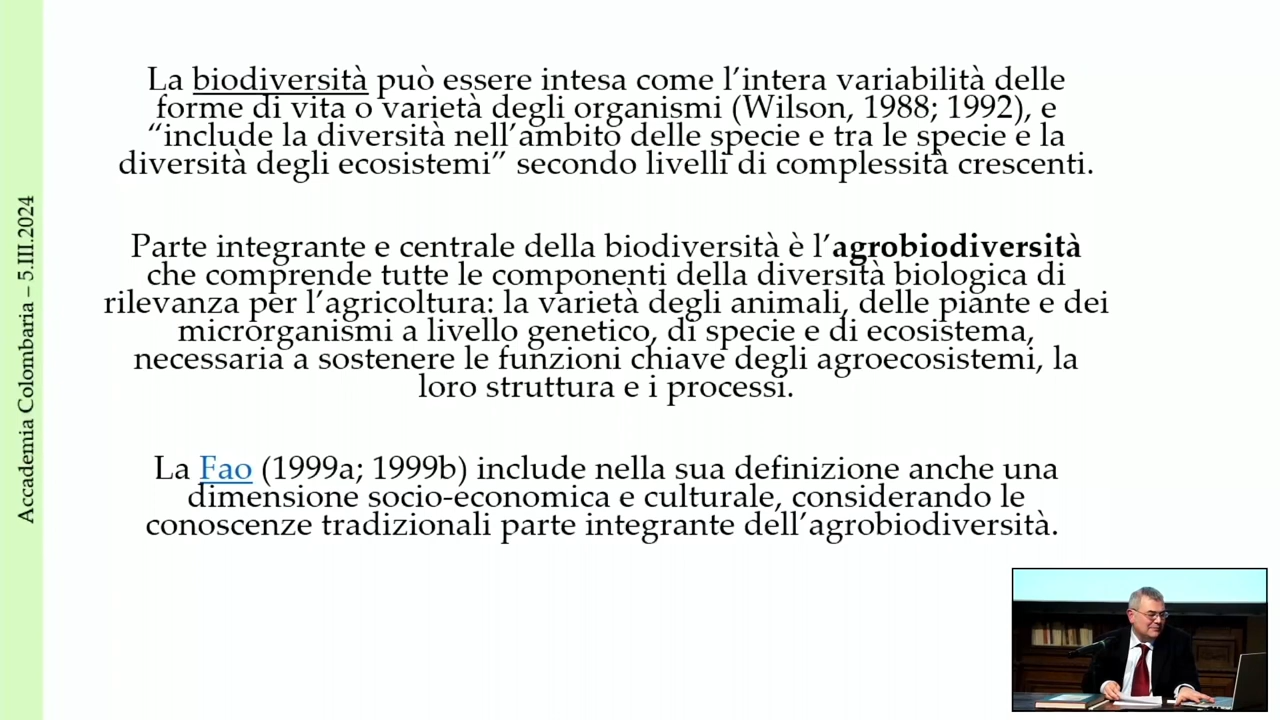 La biodiversità può essere intesa come l’intera variabilità delle
forme di vita o varietà degli organismi (Wilson, 1988; 1992), e
“include la diversità nell’ambito delle specie e tra le specie e la
diversità degli ecosistemi” secondo livelli di complessità crescenti.
Parte integrante e centrale della biodiversità è l’agrobiodiversità
che comprende tutte le componenti della diversità biologica di
rilevanza per l’agricoltura: la varietà degli animali, delle piante e dei
microrganismi a livello genetico, di specie e di ecosistema,
necessaria a sostenere le funzioni chiave degli agroecosistemi, la
loro struttura e i processi.
La Fao (1999a; 1999b) include nella sua definizione anche una
dimensione socio-economica e culturale, considerando le
conoscenze tradizionali parte integrante dell’agrobiodiversità.
Accademia Colombaria – 5.III.2024